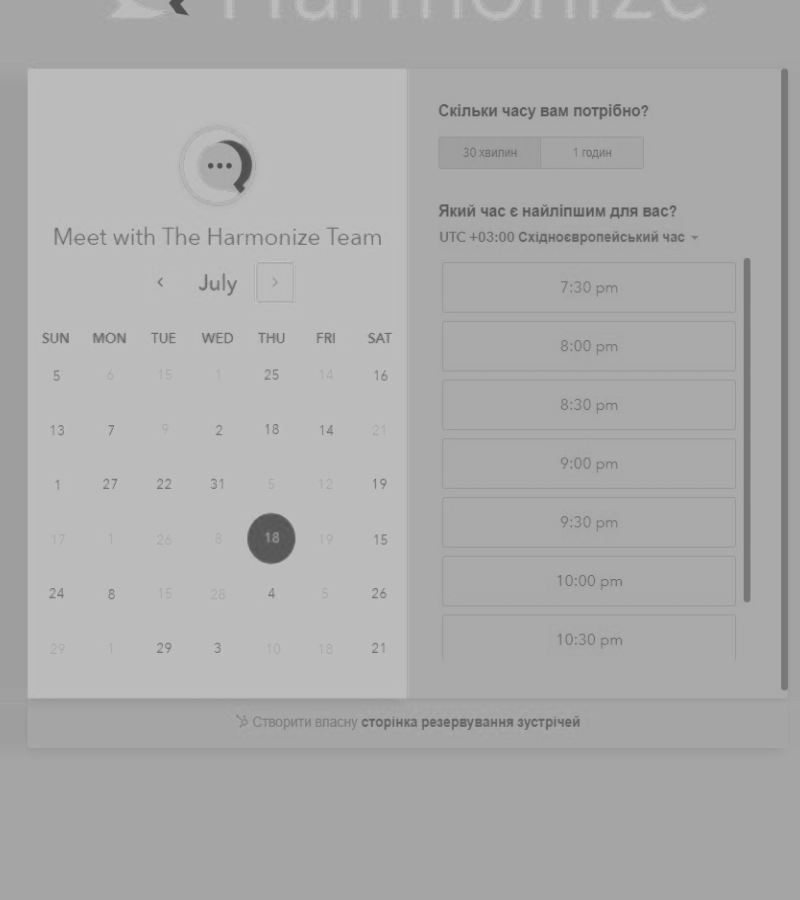 Harmonize
Meet with The Harmonize Team
‹ July ›
SUN MON TUE WED THU FRI SAT
5 6 15 1 25 14 16
13 7 9 2 18 14 21
1 27 22 31 5 12 19
17 1 26 8 18 19 15
24 8 15 28 4 5 26
29 1 29 3 10 18 21
Скільки часу вам потрібно?
30 хвилин 1 годин
Який час є найліпшим для вас?
UTC +03:00 Східноєвропейський час
7:30 pm
8:00 pm
8:30 pm
9:00 pm
9:30 pm
10:00 pm
10:30 pm
Створити власну сторінка резервування зустрічей